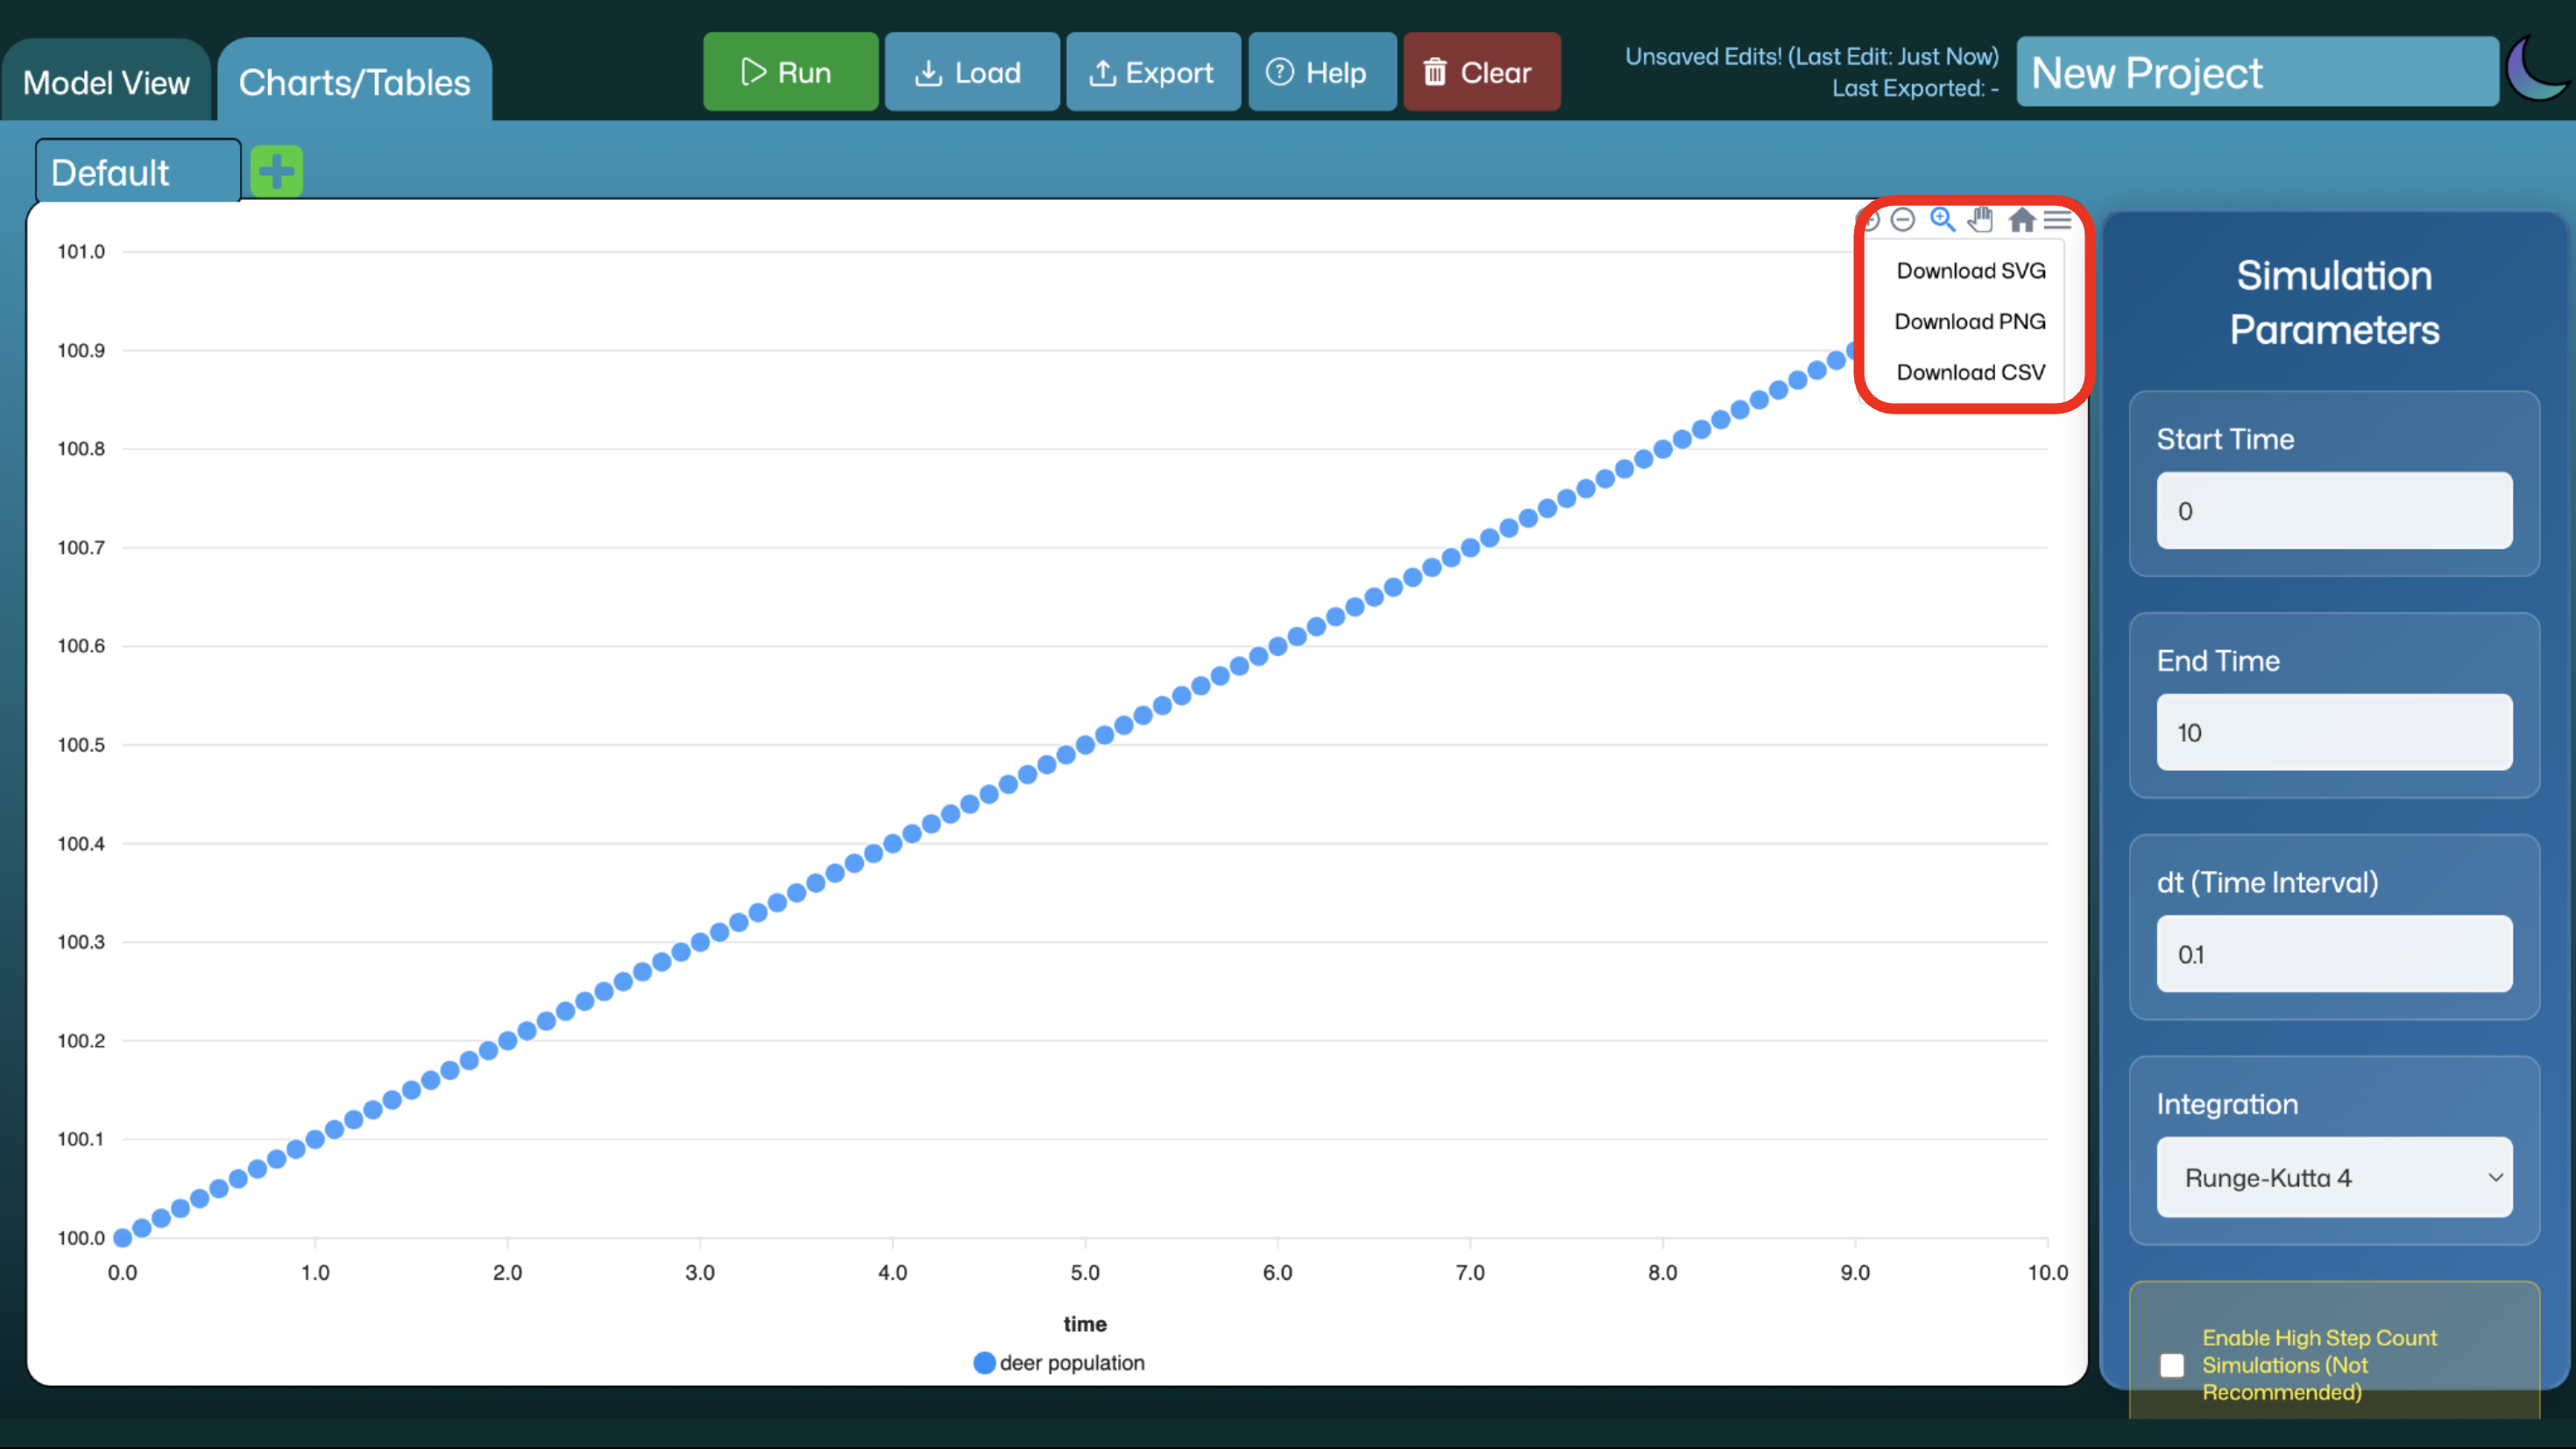 Model View
Charts/Tables
Run
Load
Export
Help
Clear
Unsaved Edits! (Last Edit: Just Now)
Last Exported: -
New Project
Default
Download SVG
Download PNG
Download CSV
101.0
100.9
100.8
100.7
100.6
100.5
100.4
100.3
100.2
100.1
100.0
0.0 1.0 2.0 3.0 4.0 5.0 6.0 7.0 8.0 9.0 10.0
time
deer population
Simulation
Parameters
Start Time
0
End Time
10
dt (Time Interval)
0.1
Integration
Runge-Kutta 4
Enable High Step Count
Simulations (Not
Recommended)